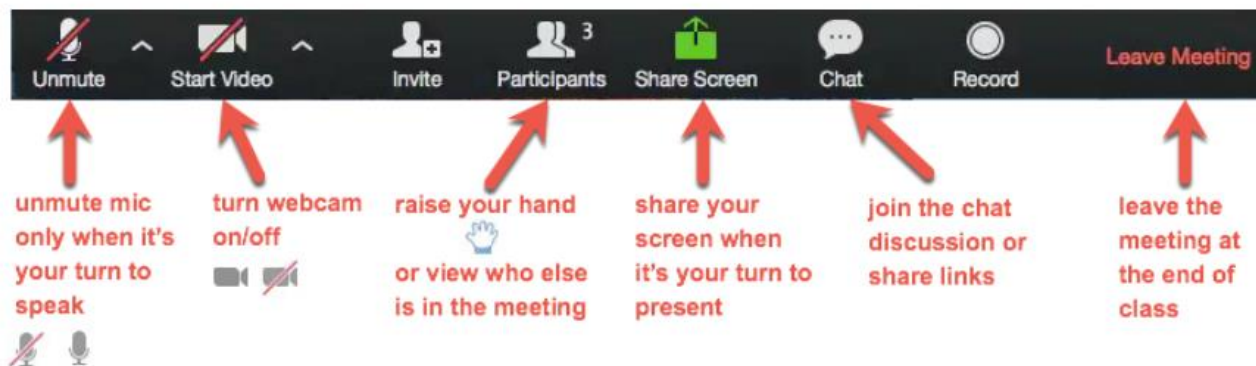 Unmute
Start Video
Invite
Participants
3
Share Screen
Chat
Record
Leave Meeting
unmute mic
only when it's
your turn to
speak
turn webcam
on/off
raise your hand
or view who else
is in the meeting
share your
screen when
it's your turn to
present
join the chat
discussion or
share links
leave the
meeting at
the end of
class